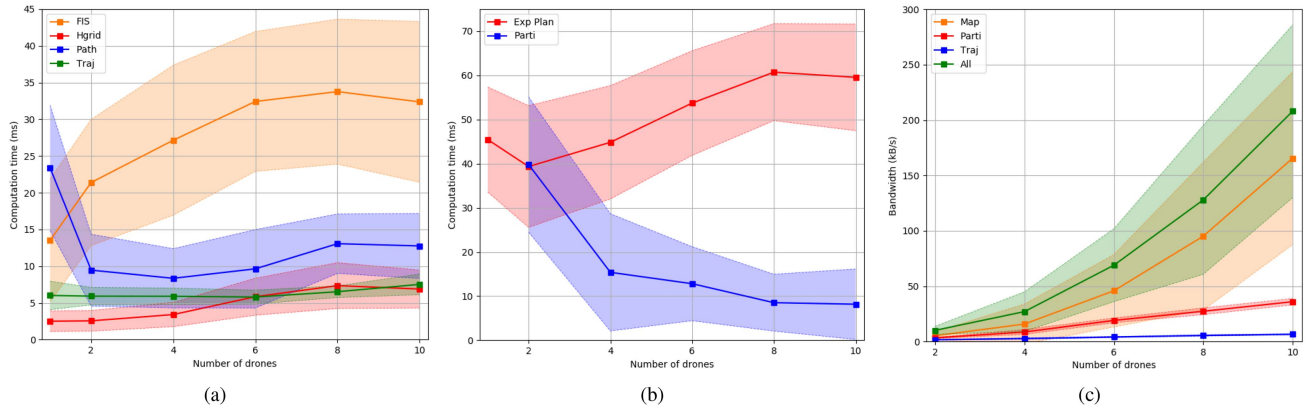 45
40
35
30
25
20
15
10
5
0
Computation time (ms)
FIS
Hgrid
Path
Traj
2
4
6
8
10
Number of drones
(a)
70
60
50
40
30
20
10
0
Computation time (ms)
Exp Plan
Parti
2
4
6
8
10
Number of drones
(b)
300
250
200
150
100
50
0
Bandwidth (kB/s)
Map
Parti
Traj
All
2
4
6
8
10
Number of drones
(c)